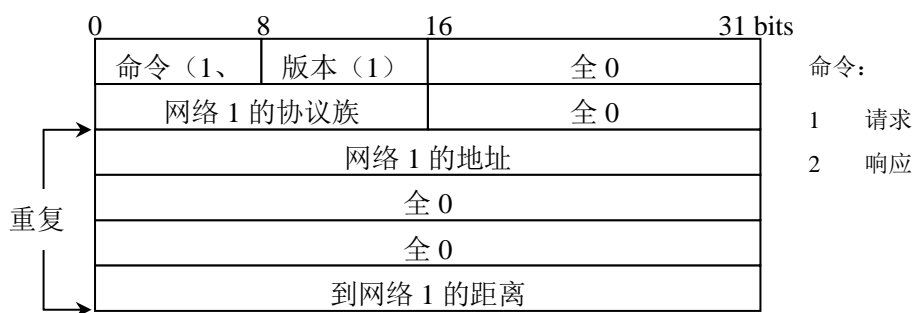 0 8 16 31 bits
命令（1、 版本（1） 全 0 命令：
网络 1 的协议族 全 0 1 请求
网络 1 的地址 2 响应
全 0
重复
全 0
到网络 1 的距离